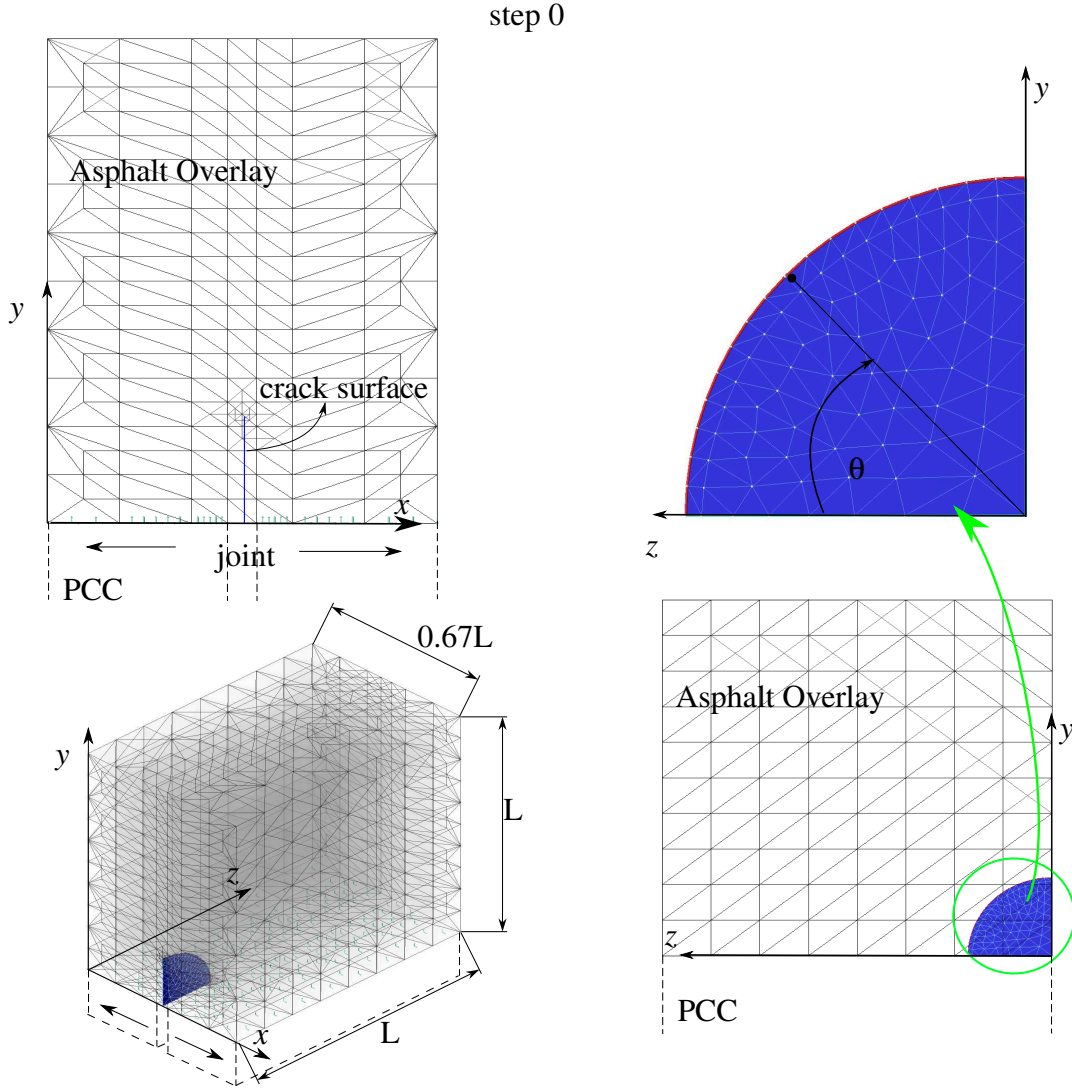 step 0
y
Asphalt Overlay
y
crack surface
θ
x
z
joint
PCC
0.67L
Asphalt Overlay
y
y
L
z
z
PCC
x
L